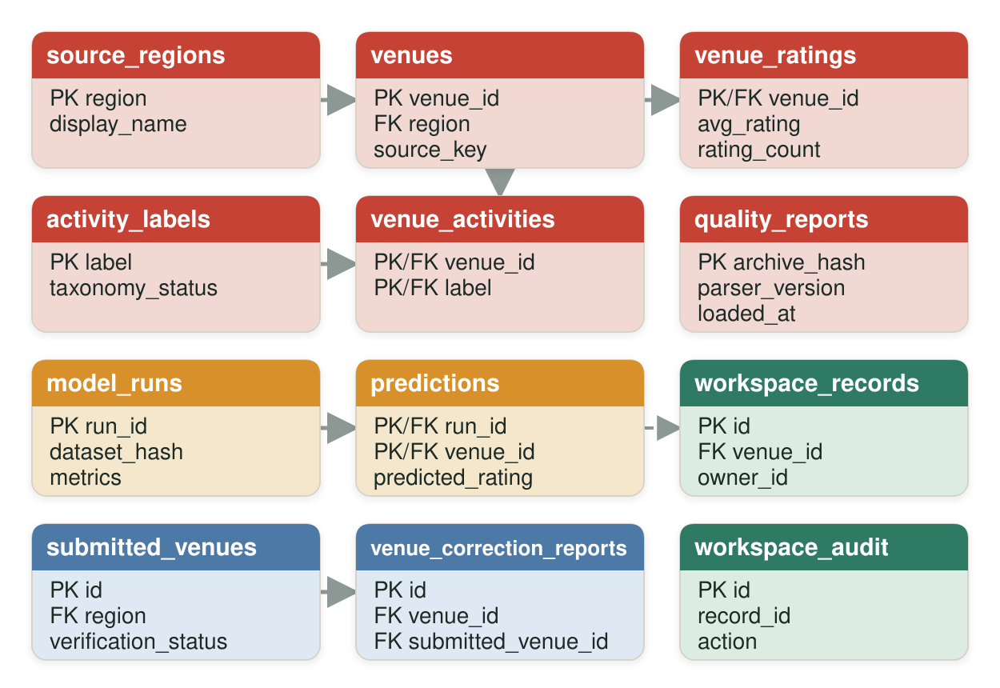 source_regions
PK region
display_name
venues
PK venue_id
FK region
source_key
venue_ratings
PK/FK venue_id
avg_rating
rating_count
activity_labels
PK label
taxonomy_status
venue_activities
PK/FK venue_id
PK/FK label
quality_reports
PK archive_hash
parser_version
loaded_at
model_runs
PK run_id
dataset_hash
metrics
predictions
PK/FK run_id
PK/FK venue_id
predicted_rating
workspace_records
PK id
FK venue_id
owner_id
submitted_venues
PK id
FK region
verification_status
venue_correction_reports
PK id
FK venue_id
FK submitted_venue_id
workspace_audit
PK id
record_id
action